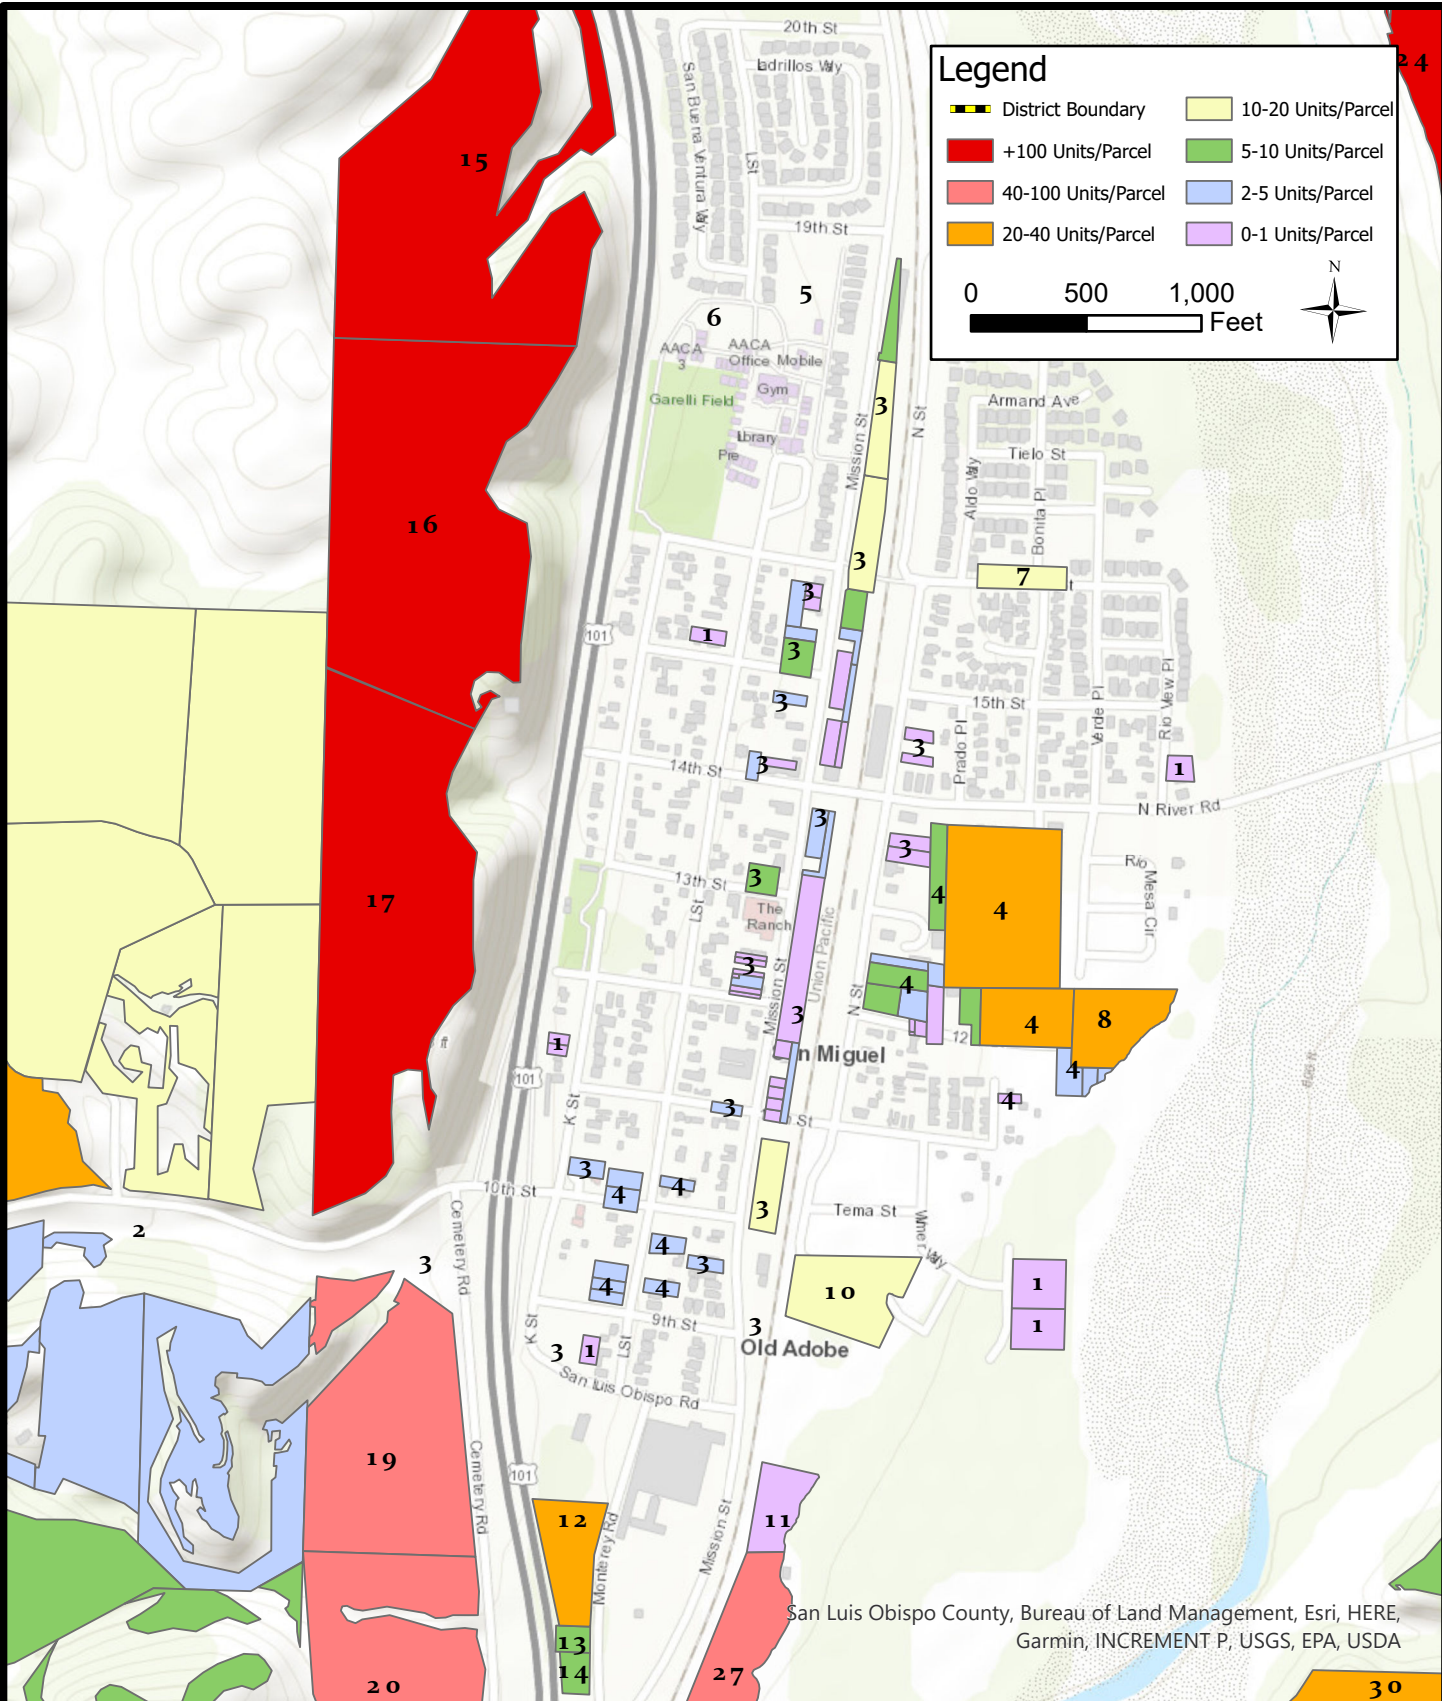 20th St
Ladrillos Wy
24
Legend
District Boundary
10-20 Units/Parcel
+100 Units/Parcel
5-10 Units/Parcel
40-100 Units/Parcel
2-5 Units/Parcel
20-40 Units/Parcel
0-1 Units/Parcel
0 500 1,000
Feet
N
15
San Buena Ventura Way
L St
19th St
5
6
AACA
3
AACA
Office
Mobile
Gym
Garelli Field
Library
Pre
3
Mission St
N St
Armand Ave
Tielo St
Aldo Way
Bonita Pl
16
3
7
t
3
1
101
3
3
15th St
Prado Pl
Verde Pl
Rio View Pl
3
3
14th St
1
N River Rd
3
3
3
13th St
The
Ranch
L St
17
4
4
Rio
Mesa Cir
Union Pacific
3
Mission St
N St
4
3
12
4
8
1
n Miguel
4
101
K St
3
St
4
3
4
4
10th St
3
Tema St
Wimer Way
2
3
Cemetery Rd
4
3
4
4
10
1
1
9th St
3
Old Adobe
K St
3
1
L St
San Luis Obispo Rd
19
Cemetery Rd
101
12
Monterey Rd
Mission St
11
13
14
27
20
San Luis Obispo County, Bureau of Land Management, Esri, HERE,
Garmin, INCREMENT P, USGS, EPA, USDA
30